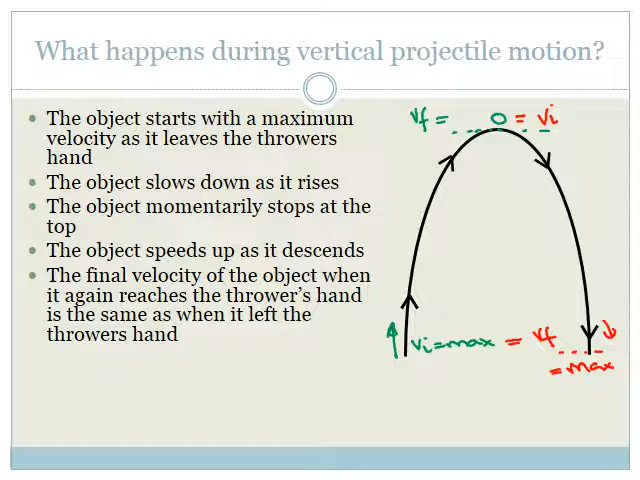 What happens during vertical projectile motion?
The object starts with a maximum
velocity as it leaves the throwers
hand
The object slows down as it rises
The object momentarily stops at the
top
The object speeds up as it descends
The final velocity of the object when
it again reaches the thrower's hand
is the same as when it left the
throwers hand
vf = 0 = vi
vi = max = vf
= max